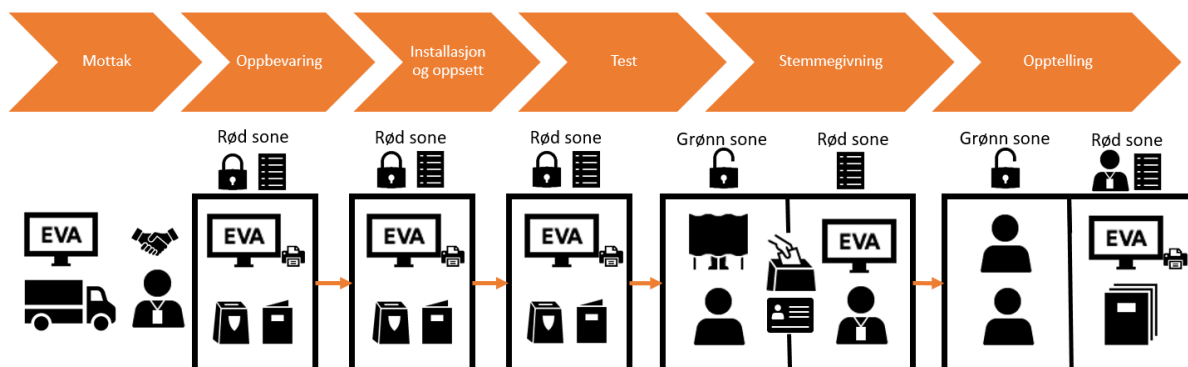 Mottak
Oppbevaring
Installasjon
og oppsett
Test
Stemmegivning
Opptelling
Rød sone
Rød sone
Rød sone
Grønn sone
Rød sone
Grønn sone
Rød sone
EVA
EVA
EVA
EVA
EVA
EVA